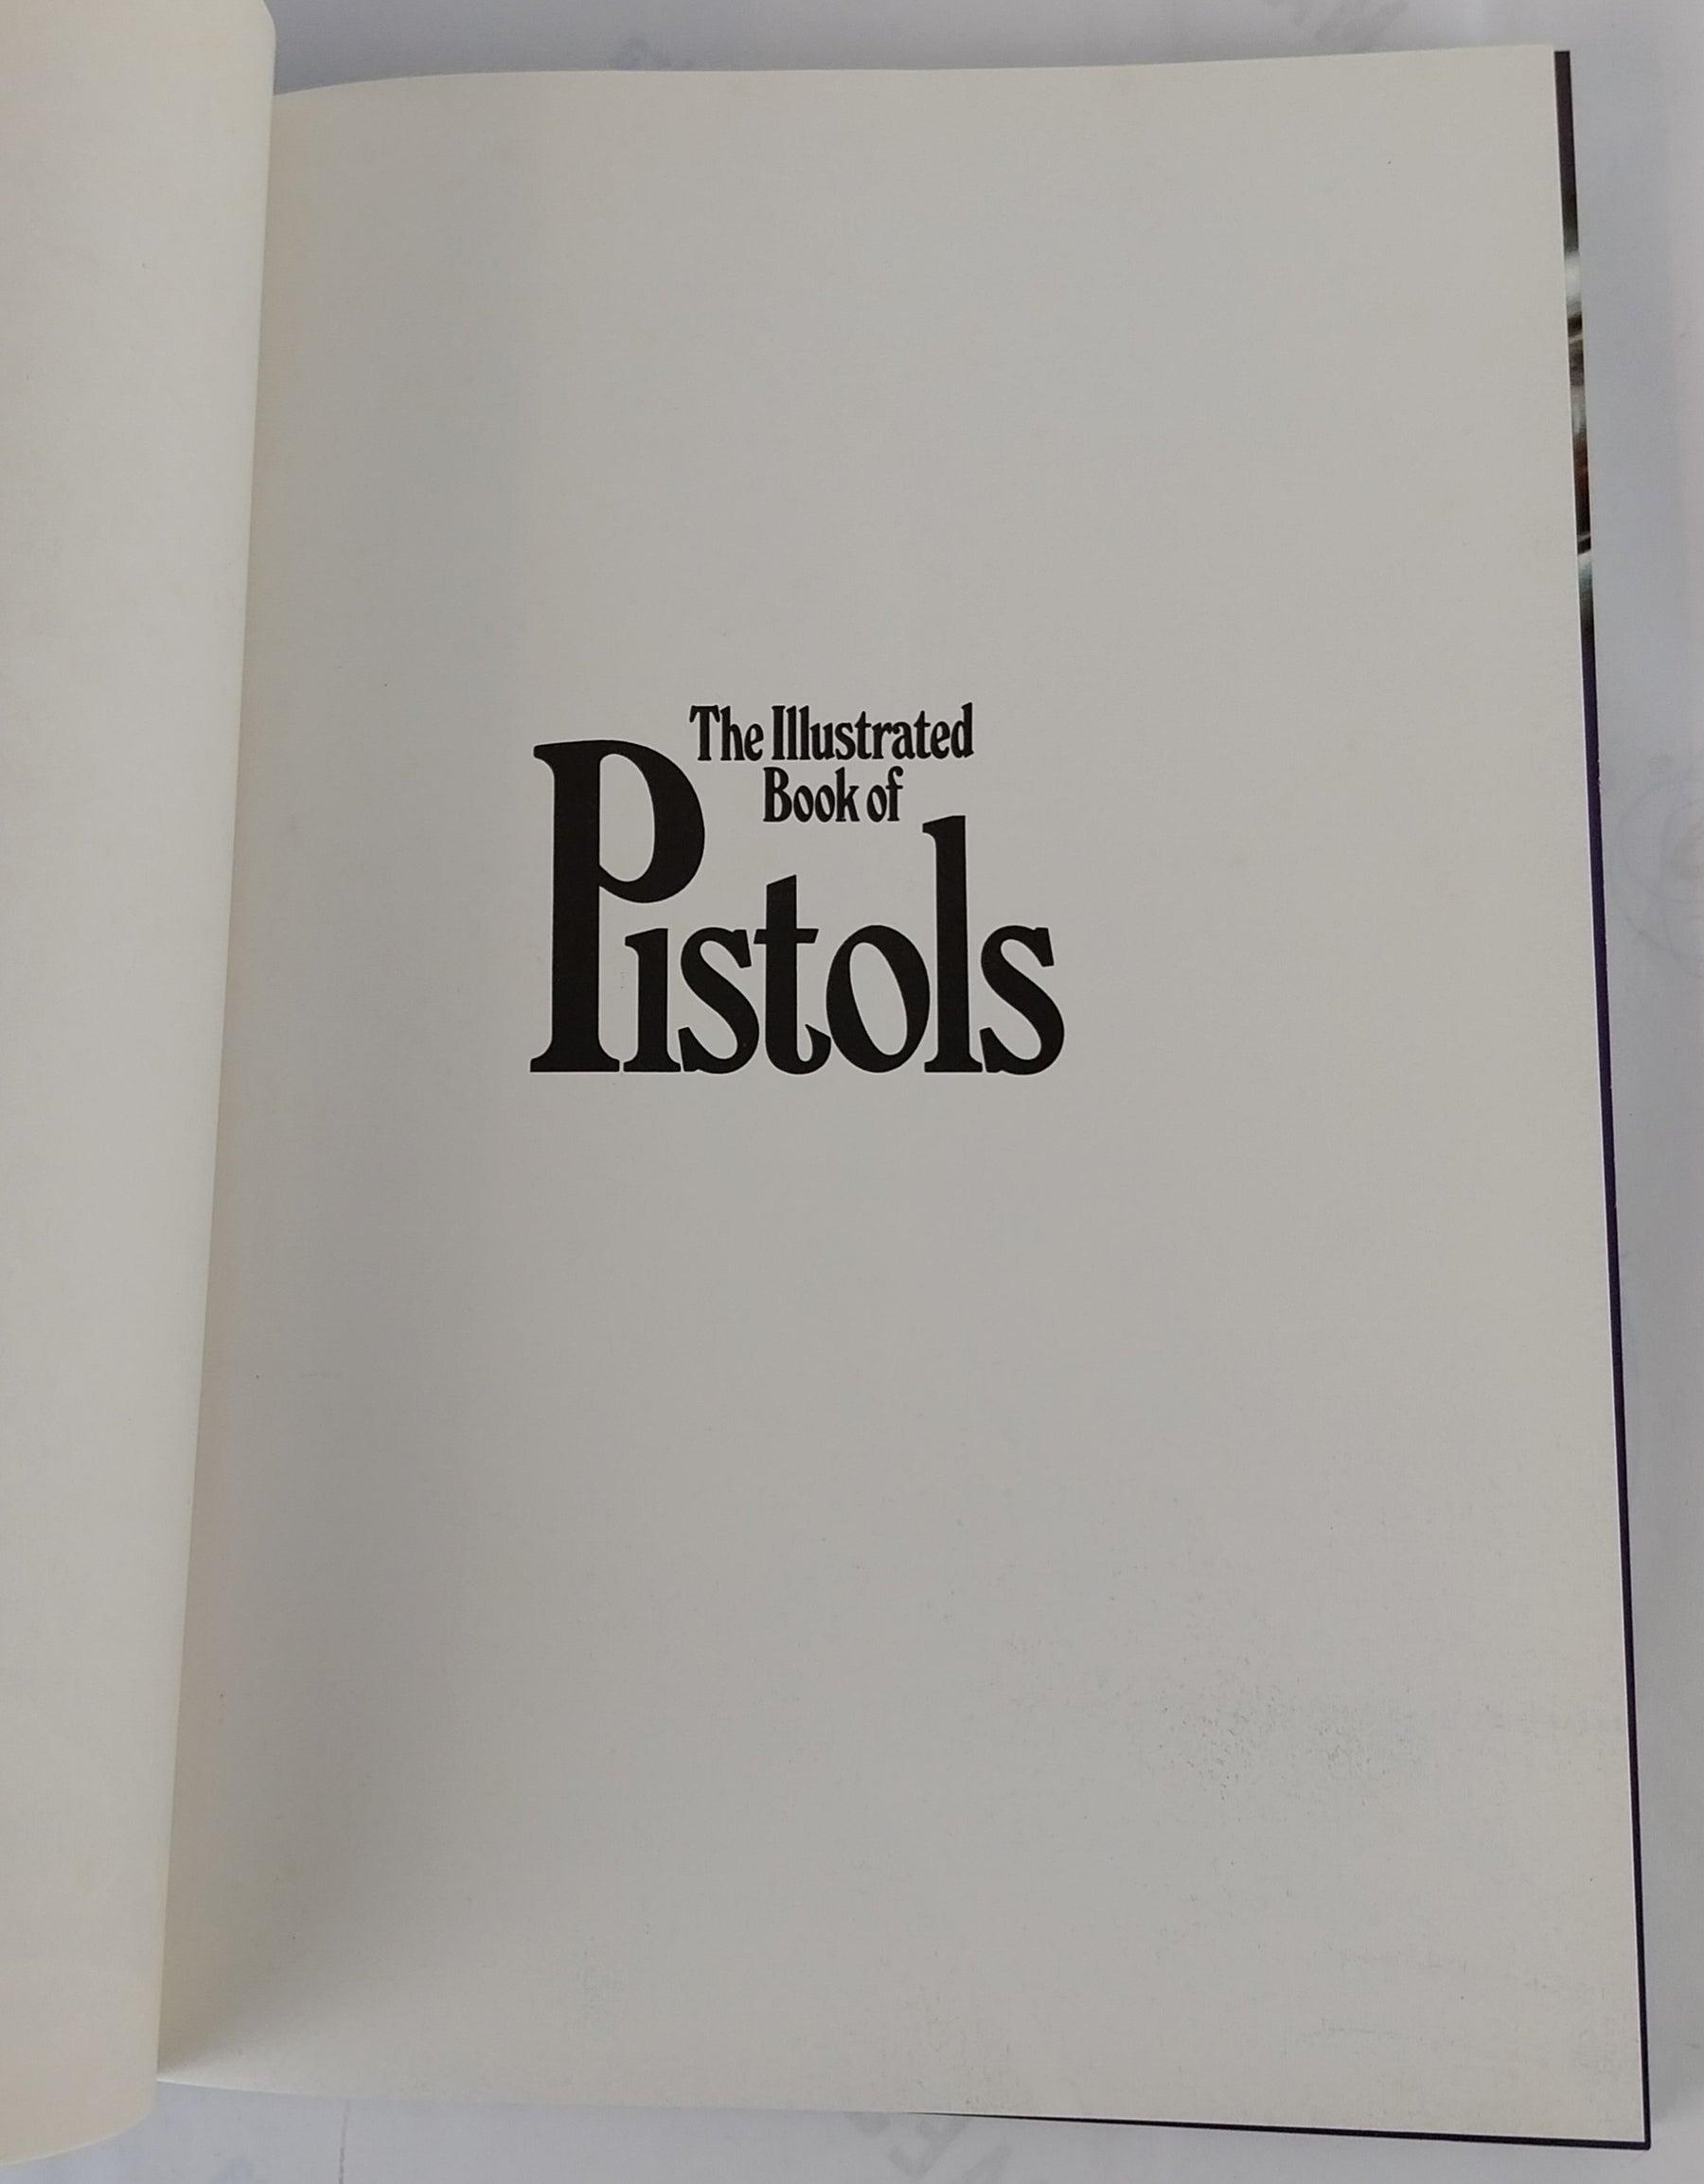 The Illustrated
Book of
Pistols